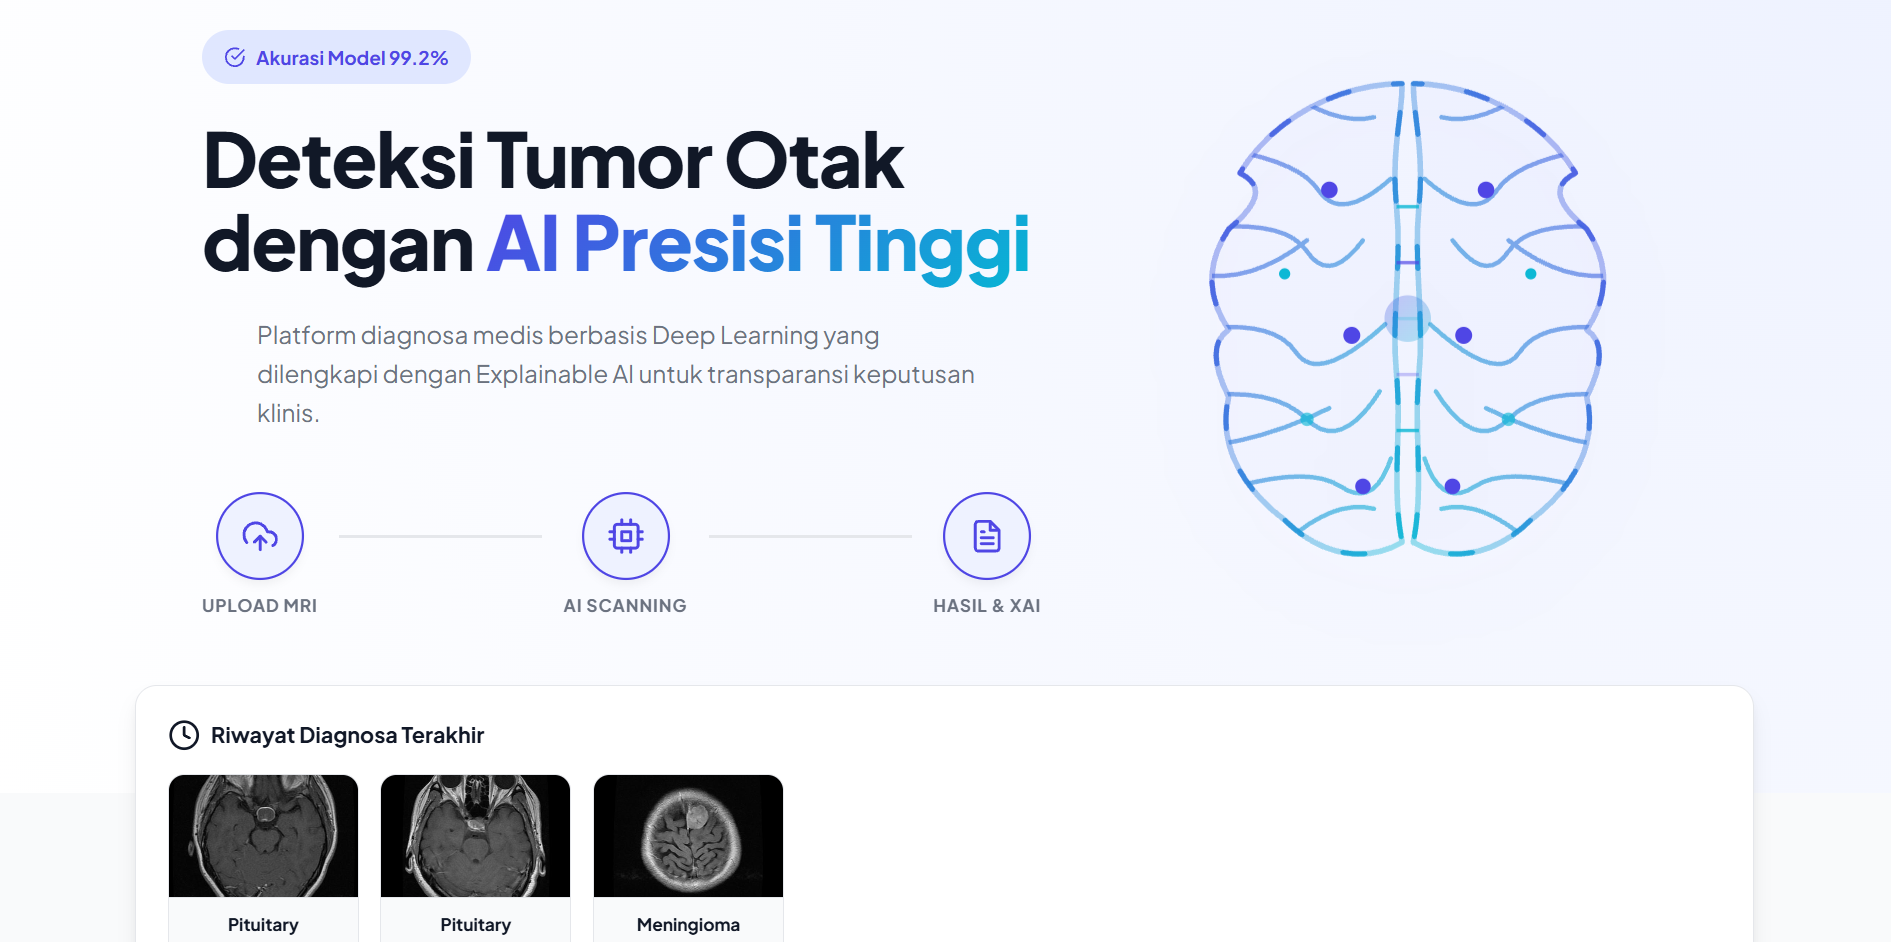 Akurasi Model 99.2%
Deteksi Tumor Otak
dengan AI Presisi Tinggi
Platform diagnosa medis berbasis Deep Learning yang
dilengkapi dengan Explainable AI untuk transparansi keputusan
klinis.
UPLOAD MRI
AI SCANNING
HASIL & XAI
Riwayat Diagnosa Terakhir
Pituitary
Pituitary
Meningioma